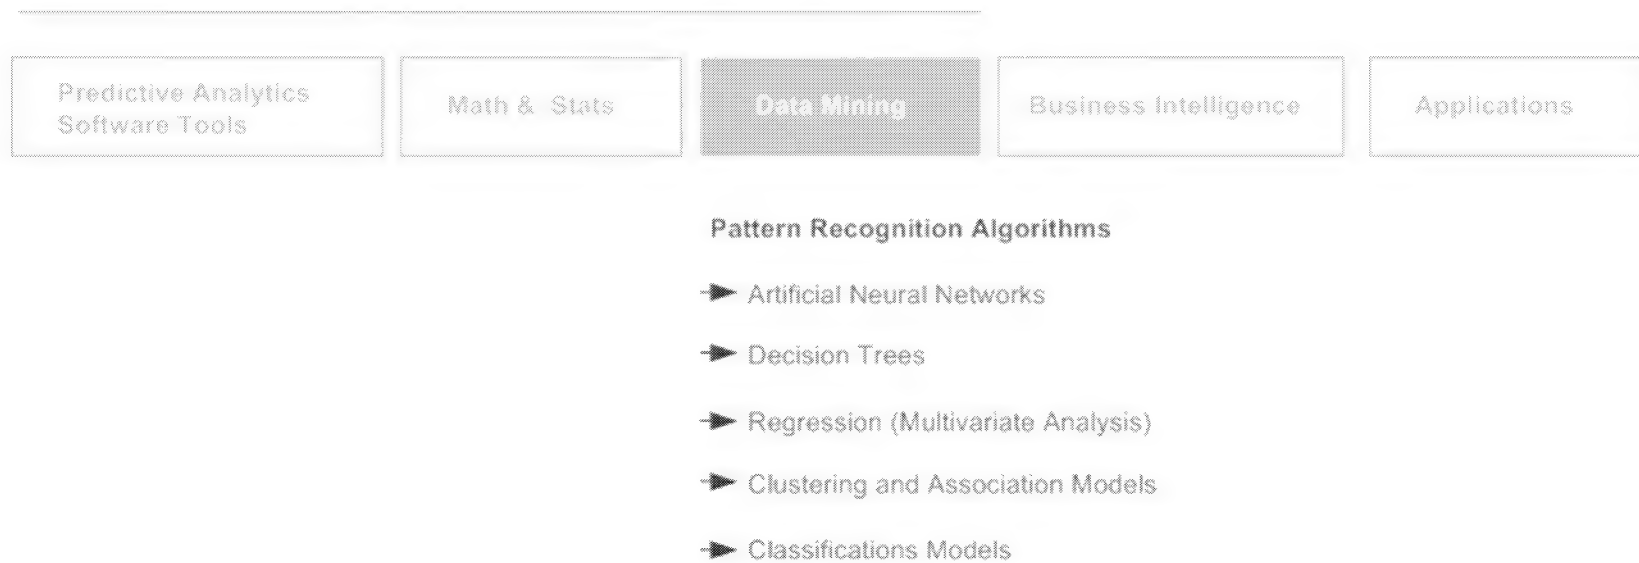 Predictive Analytics
Software Tools
Math & Stats
Data Mining
Business Intelligence
Applications
Pattern Recognition Algorithms
Artificial Neural Networks
Decision Trees
Regression (Multivariate Analysis)
Clustering and Association Models
Classifications Models